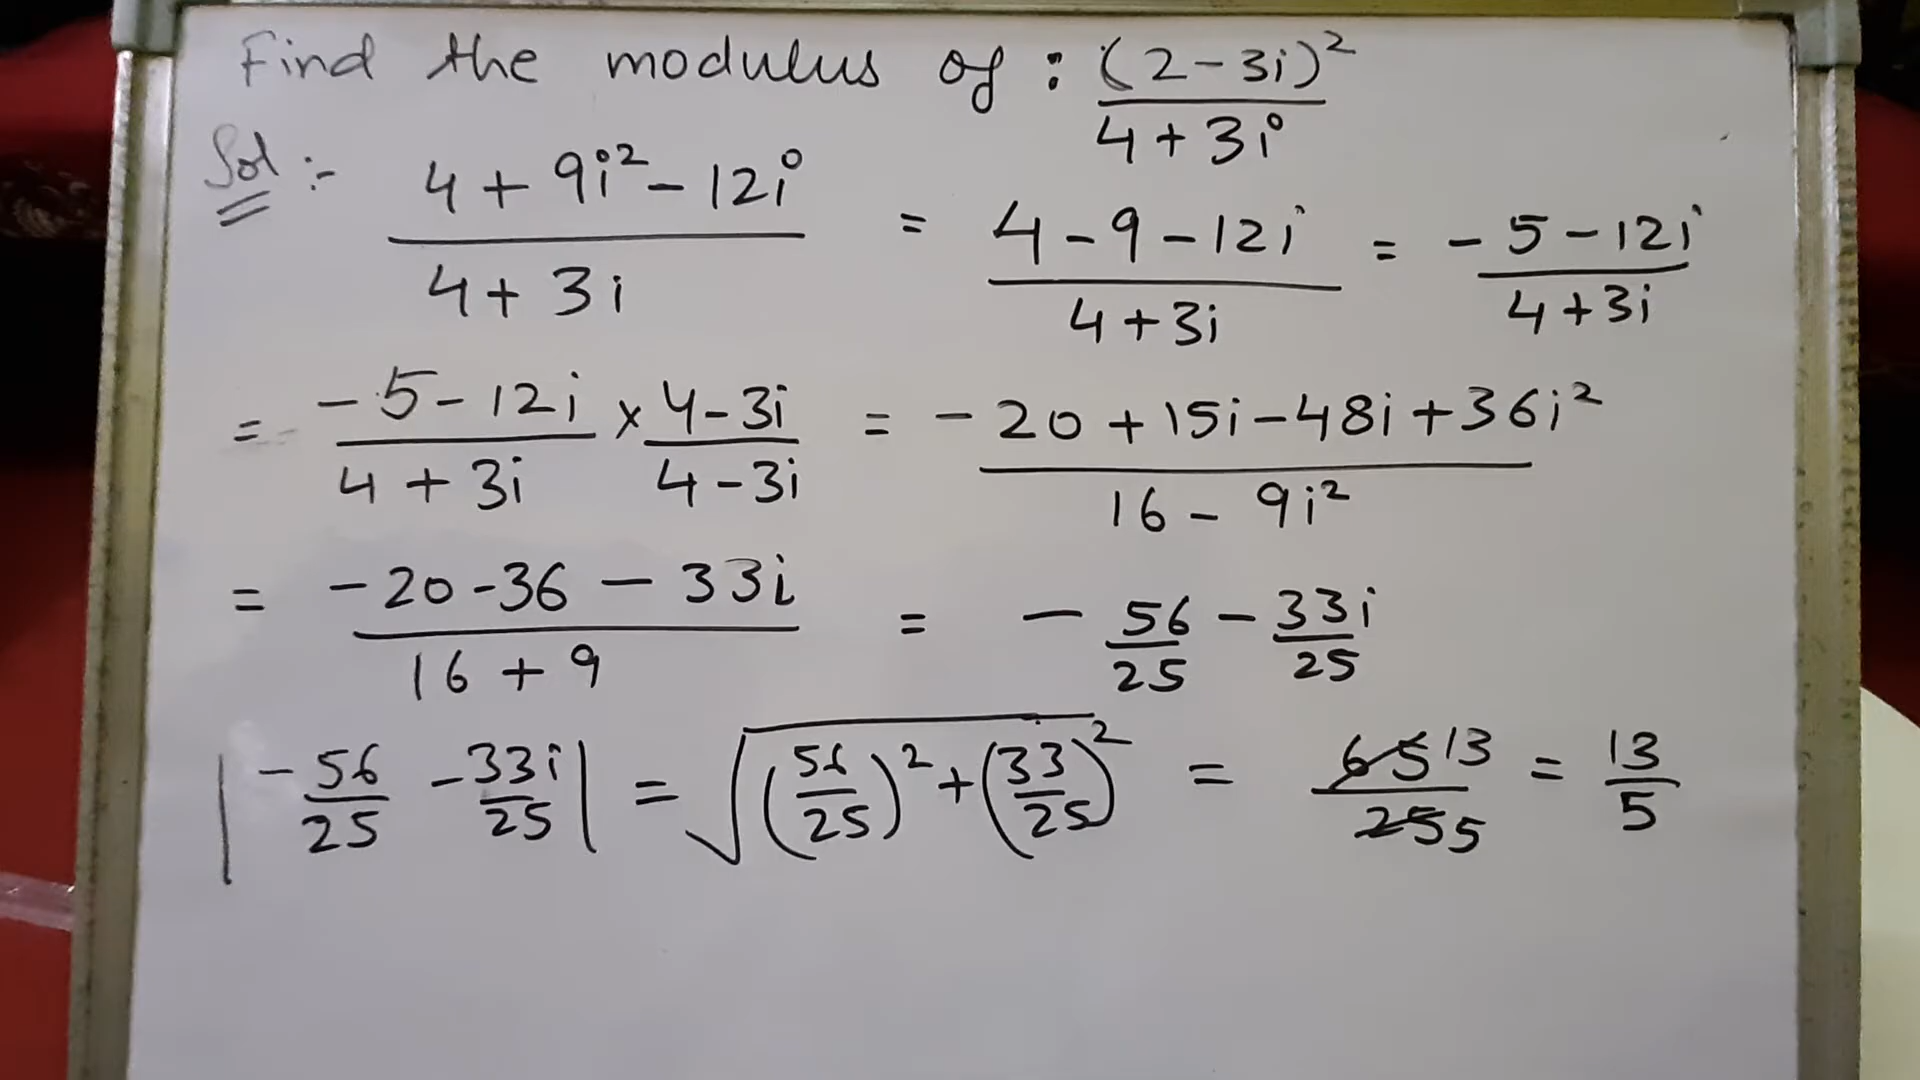 Find the modulus of : (2-3i)²/4+3i
Sol :- 4+9i²-12i/4+3i = 4-9-12i/4+3i = -5-12i/4+3i
= -5-12i/4+3i × 4-3i/4-3i = -20+15i-48i+36i²/16-9i²
= -20-36-33i/16+9 = -56/25-33i/25
|-56/25-33i/25| = √(56/25)²+(33/25)² = 65 13/25 5 = 13/5